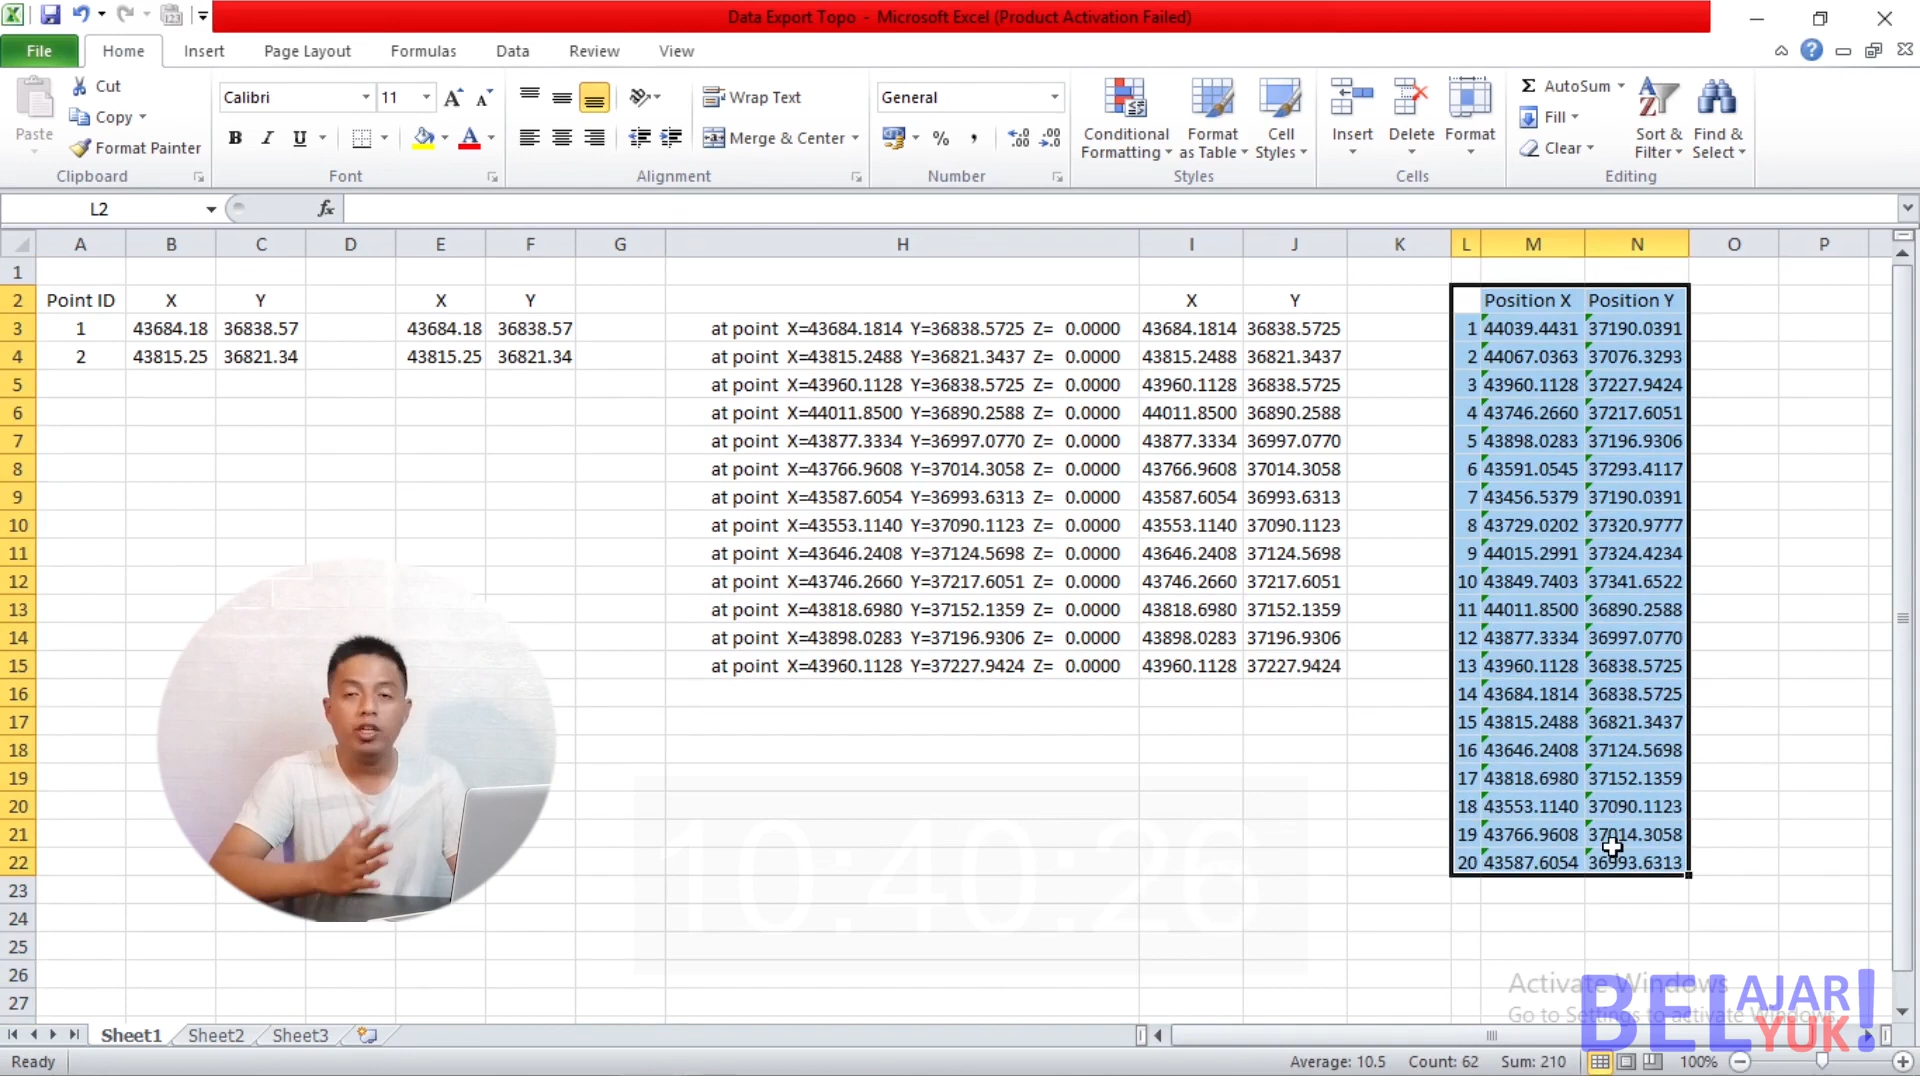 Data Export Topo - Microsoft Excel (Product Activation Failed)
File Home Insert Page Layout Formulas Data Review View
Paste
Cut
Copy
Format Painter
Clipboard
Calibri 11
B I U
Font
Wrap Text
Merge & Center
Alignment
General
% ,
Number
Conditional Formatting
Format as Table
Cell Styles
Styles
Insert Delete Format
Cells
AutoSum
Fill
Clear
Sort & Filter
Find & Select
Editing
L2 fx
A B C D E F G H I J K L M N O P
1
2 Point ID X Y X Y X Y Position X Position Y
3 1 43684.18 36838.57 43684.18 36838.57 at point X=43684.1814 Y=36838.5725 Z= 0.0000 43684.1814 36838.5725 1 44039.4431 37190.0391
4 2 43815.25 36821.34 43815.25 36821.34 at point X=43815.2488 Y=36821.3437 Z= 0.0000 43815.2488 36821.3437 2 44067.0363 37076.3293
5 at point X=43960.1128 Y=36838.5725 Z= 0.0000 43960.1128 36838.5725 3 43960.1128 37227.9424
6 at point X=44011.8500 Y=36890.2588 Z= 0.0000 44011.8500 36890.2588 4 43746.2660 37217.6051
7 at point X=43877.3334 Y=36997.0770 Z= 0.0000 43877.3334 36997.0770 5 43898.0283 37196.9306
8 at point X=43766.9608 Y=37014.3058 Z= 0.0000 43766.9608 37014.3058 6 43591.0545 37293.4117
9 at point X=43587.6054 Y=36993.6313 Z= 0.0000 43587.6054 36993.6313 7 43456.5379 37190.0391
10 at point X=43553.1140 Y=37090.1123 Z= 0.0000 43553.1140 37090.1123 8 43729.0202 37320.9777
11 at point X=43646.2408 Y=37124.5698 Z= 0.0000 43646.2408 37124.5698 9 44015.2991 37324.4234
12 at point X=43746.2660 Y=37217.6051 Z= 0.0000 43746.2660 37217.6051 10 43849.7403 37341.6522
13 at point X=43818.6980 Y=37152.1359 Z= 0.0000 43818.6980 37152.1359 11 44011.8500 36890.2588
14 at point X=43898.0283 Y=37196.9306 Z= 0.0000 43898.0283 37196.9306 12 43877.3334 36997.0770
15 at point X=43960.1128 Y=37227.9424 Z= 0.0000 43960.1128 37227.9424 13 43960.1128 36838.5725
16 14 43684.1814 36838.5725
17 15 43815.2488 36821.3437
18 16 43646.2408 37124.5698
19 17 43818.6980 37152.1359
20 18 43553.1140 37090.1123
21 19 43766.9608 37014.3058
22 20 43587.6054 36993.6313
23
24
25
26
27
10:40:26
Activate Windows
Go to Settings to activate Windows.
BELAJAR YUK!
Sheet1 Sheet2 Sheet3
Ready Average: 10.5 Count: 62 Sum: 210 100%